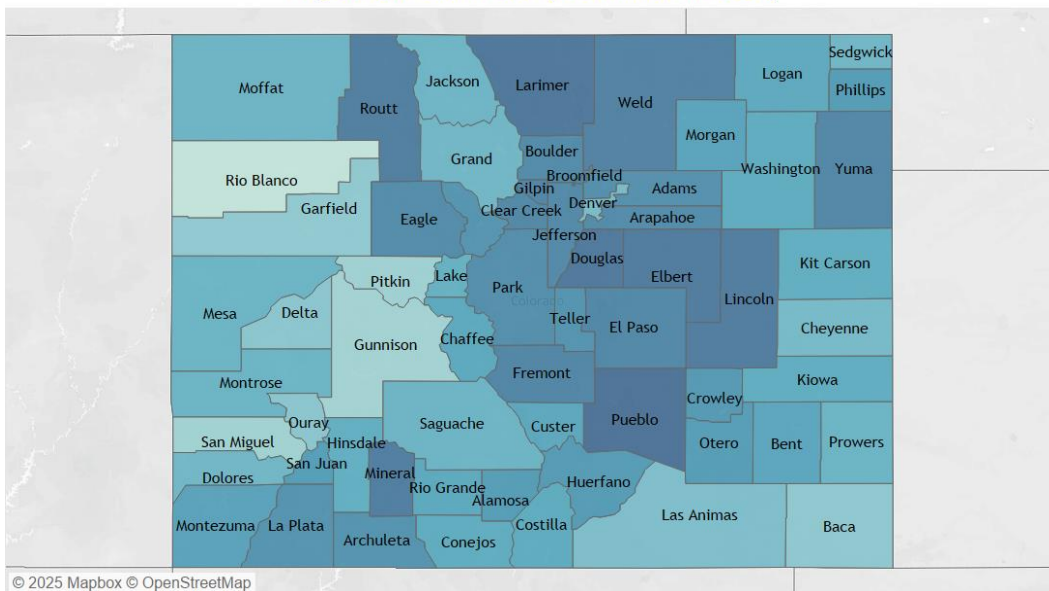 Sedgwick
Logan
Phillips
Moffat
Jackson
Larimer
Weld
Routt
Morgan
Grand
Boulder
Washington
Yuma
Rio Blanco
Broomfield
Gilpin
Adams
Garfield
Eagle
Clear Creek
Denver
Arapahoe
Jefferson
Douglas
Elbert
Kit Carson
Pitkin
Lake
Park
Lincoln
Colorado
Mesa
Delta
Teller
El Paso
Cheyenne
Gunnison
Chaffee
Montrose
Fremont
Kiowa
Crowley
Ouray
Saguache
Custer
Pueblo
San Miguel
Hinsdale
Otero
Bent
Prowers
San Juan
Mineral
Dolores
Rio Grande
Huerfano
Alamosa
Montezuma
La Plata
Costilla
Las Animas
Baca
Archuleta
Conejos
© 2025 Mapbox © OpenStreetMap